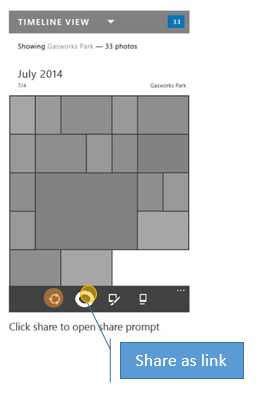 TIMELINE VIEW 33
Showing Gasworks Park — 33 photos
July 2014
7/4 Gasworks Park
...
Click share to open share prompt
Share as link